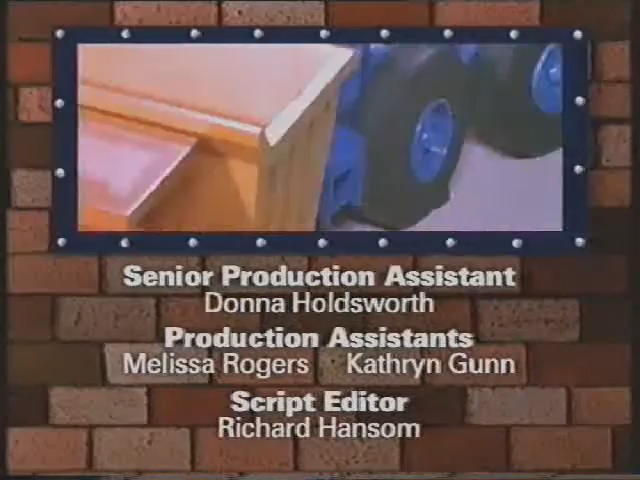 Senior Production Assistant
Donna Holdsworth
Production Assistants
Melissa Rogers Kathryn Gunn
Script Editor
Richard Hansom